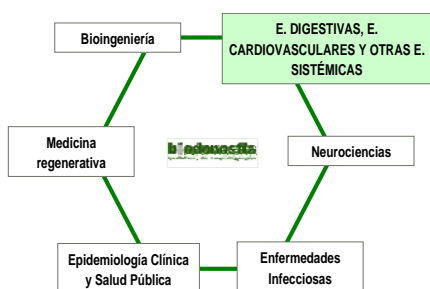 Bioingeniería
E. DIGESTIVAS, E.
CARDIOVASCULARES Y OTRAS E.
SISTÉMICAS
Medicina
regenerativa
Neurociencias
Epidemiología Clínica
y Salud Pública
Enfermedades
Infecciosas